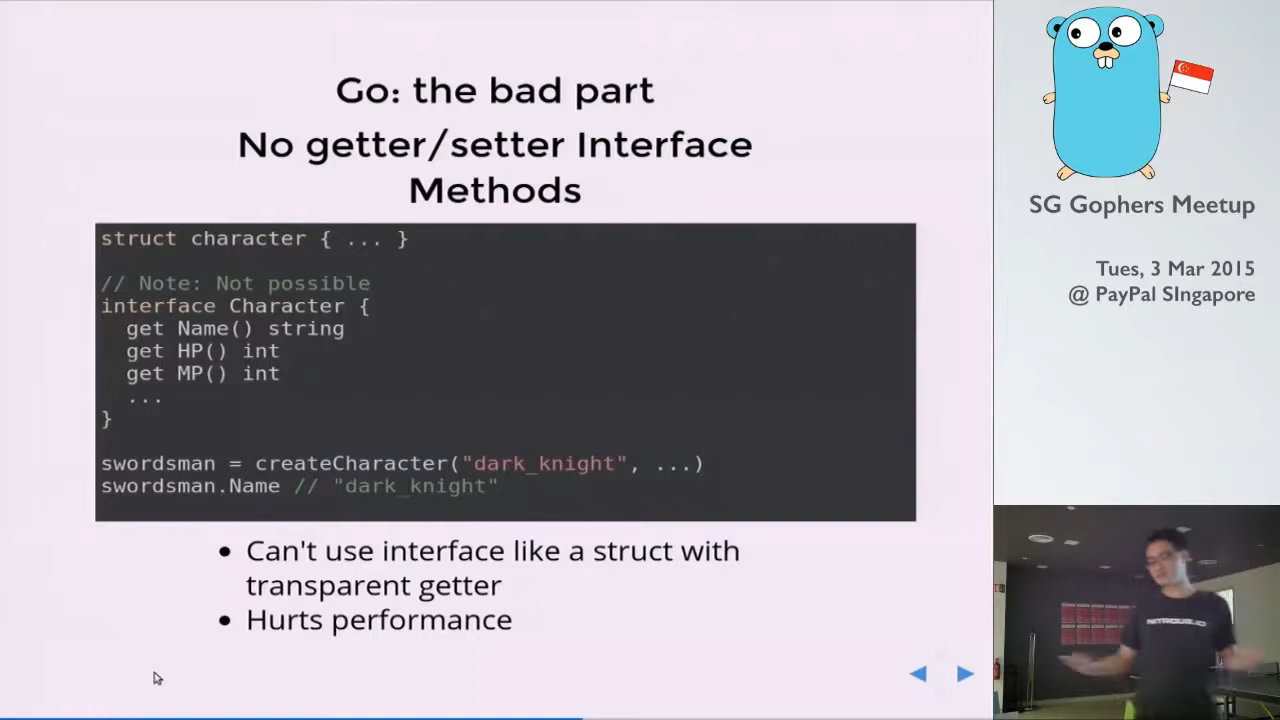 Go: the bad part
No getter/setter Interface
Methods
struct character { ... }
// Note: Not possible
interface Character {
get Name() string
get HP() int
get MP() int
...
}
swordsman = createCharacter("dark_knight", ...)
swordsman.Name // "dark_knight"
• Can't use interface like a struct with
transparent getter
• Hurts performance
SG Gophers Meetup
Tues, 3 Mar 2015
@ PayPal SIngapore
NITROUS.IO